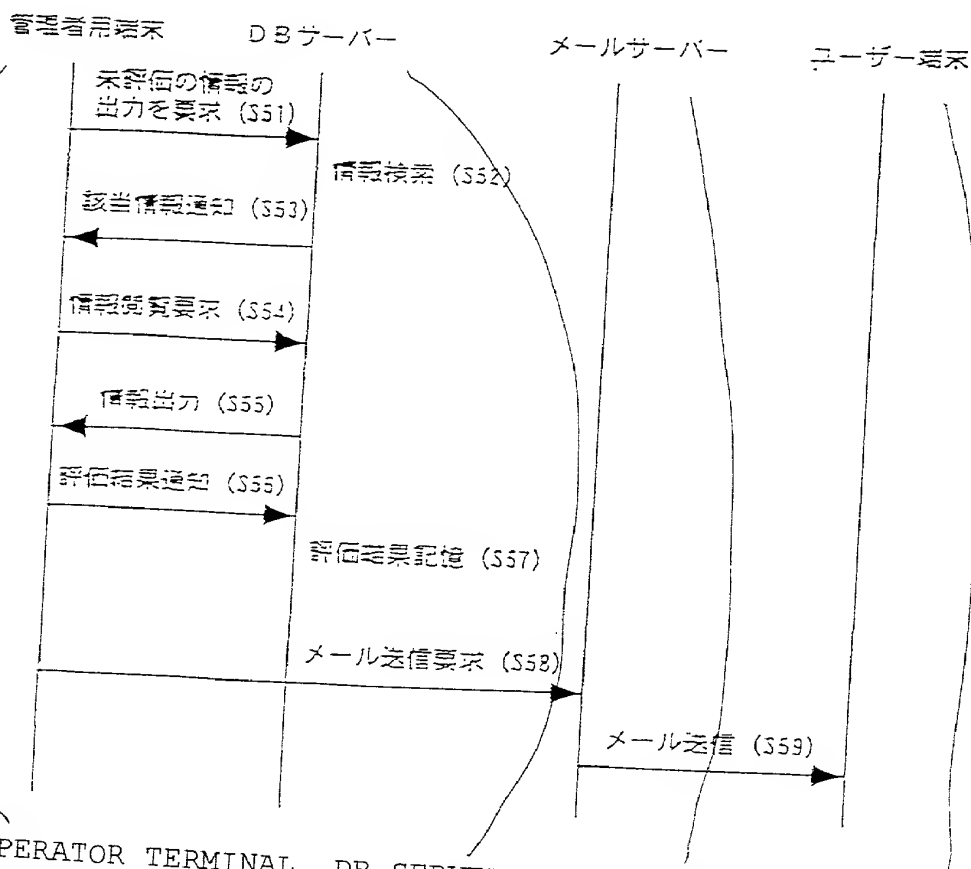 管理者用端末
DBサーバー
メールサーバー
ユーザー端末
未評価の情報の
出力を要求 (S51)
情報検索 (S52)
該当情報通知 (S53)
情報閲覧要求 (S54)
情報出力 (S55)
評価結果通知 (S56)
評価結果記憶 (S57)
メール送信要求 (S58)
メール送信 (S59)
PERATOR TERMINAL DB